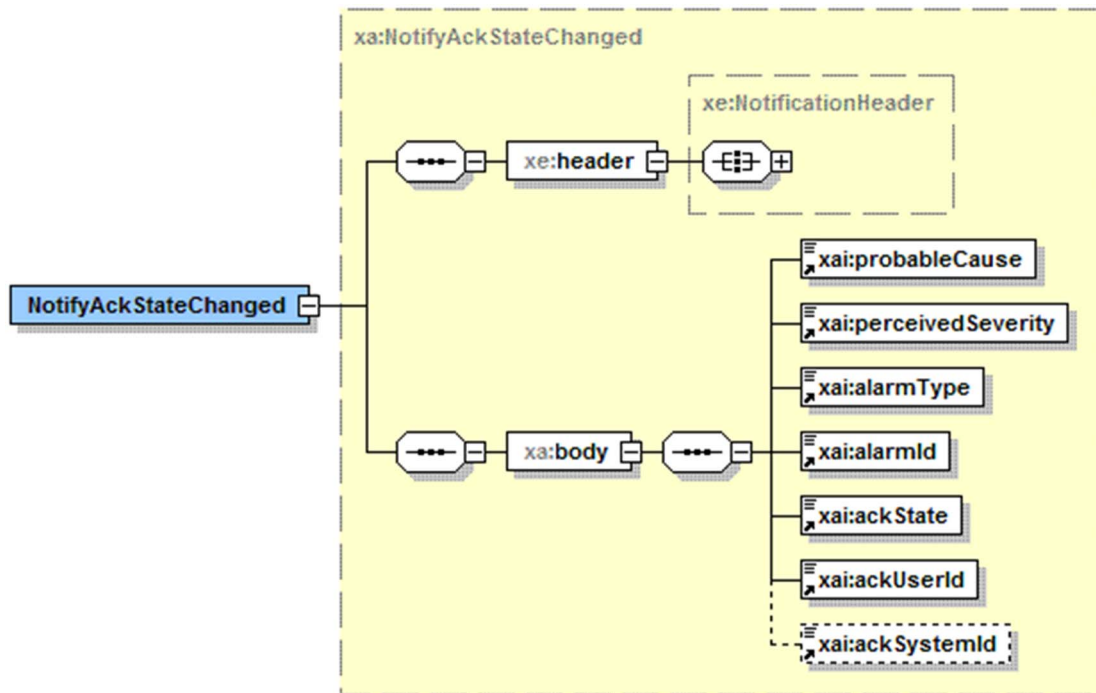 xa:NotifyAckStateChanged
xe:NotificationHeader
xe:header
NotifyAckStateChanged
xa:body
xai:probableCause
xai:perceivedSeverity
xai:alarmType
xai:alarmId
xai:ackState
xai:ackUserId
xai:ackSystemId